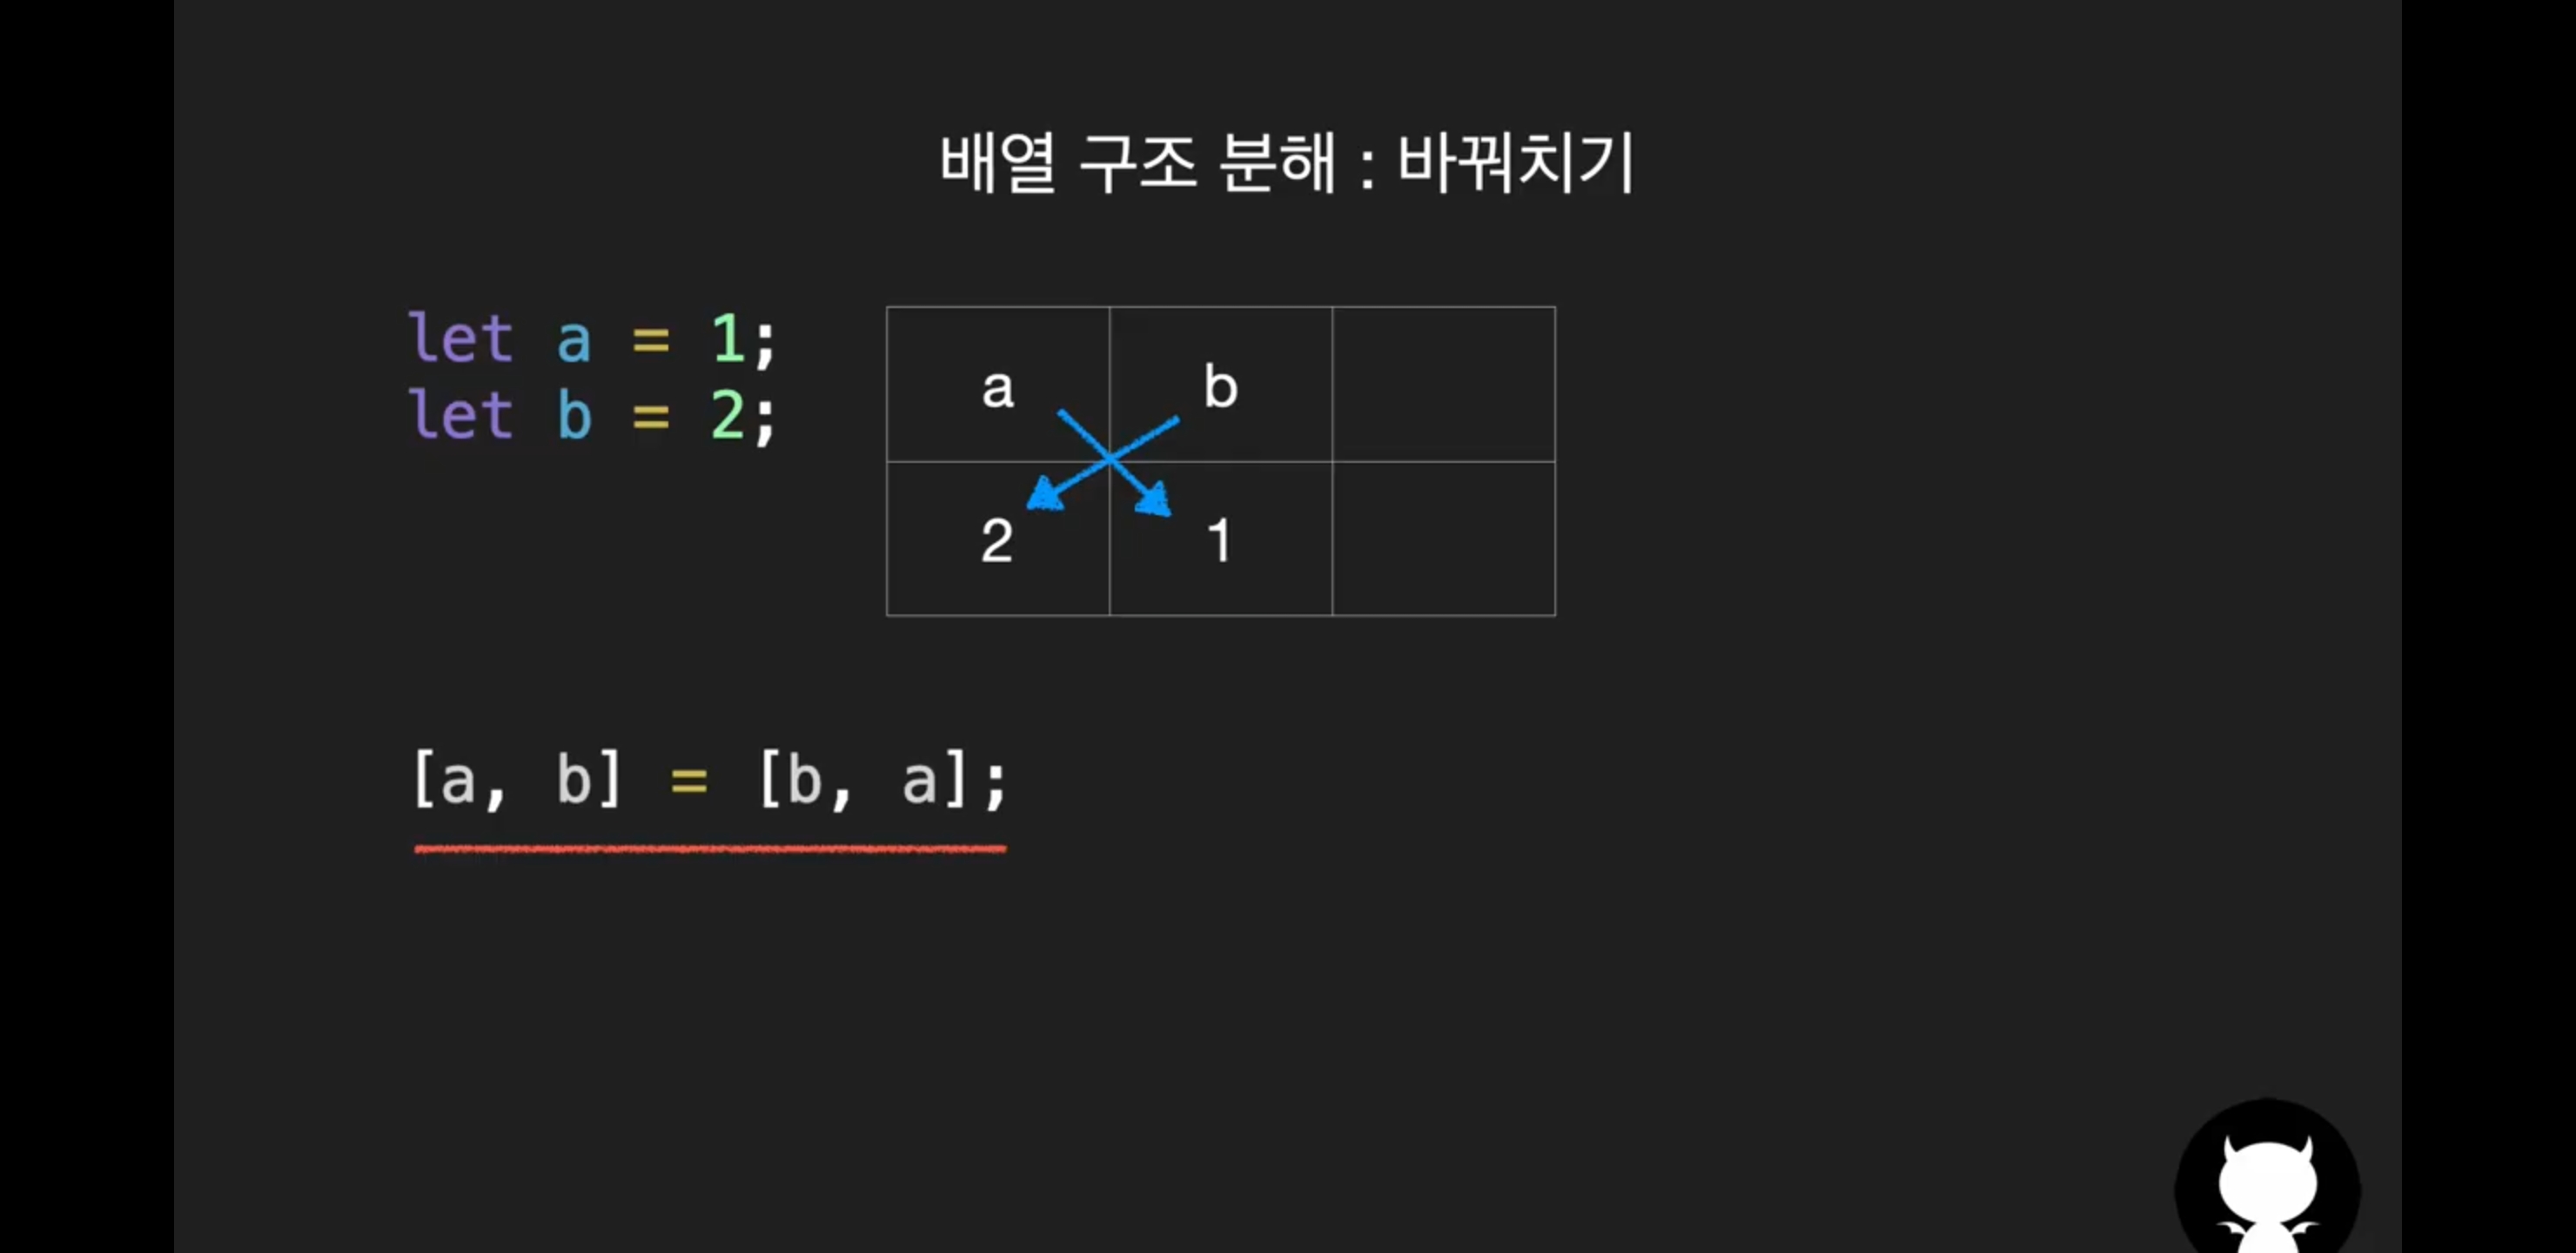 배열 구조 분해 : 바꿔치기
let a = 1;
let b = 2;
a b
2 1
[a, b] = [b, a];